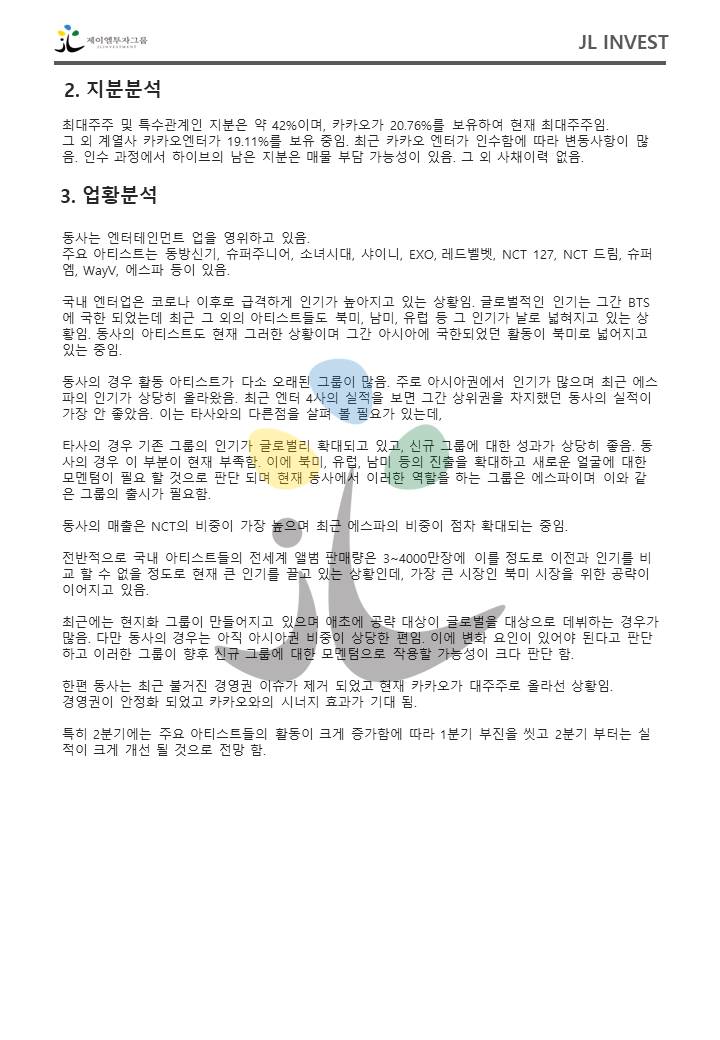 제이엘투자그룹
JLINVESTMENT
JL INVEST
2. 지분분석
최대주주 및 특수관계인 지분은 약 42%이며, 카카오가 20.76%를 보유하여 현재 최대주주임.
그 외 계열사 카카오엔터가 19.11%를 보유 중임. 최근 카카오 엔터가 인수함에 따라 변동사항이 많
음. 인수 과정에서 하이브의 남은 지분은 매물 부담 가능성이 있음. 그 외 사채이력 없음.
3. 업황분석
동사는 엔터테인먼트 업을 영위하고 있음.
주요 아티스트는 동방신기, 슈퍼주니어, 소녀시대, 샤이니, EXO, 레드벨벳, NCT 127, NCT 드림, 슈퍼
엠, WayV, 에스파 등이 있음.
국내 엔터업은 코로나 이후로 급격하게 인기가 높아지고 있는 상황임. 글로벌적인 인기는 그간 BTS
에 국한 되었는데 최근 그 외의 아티스트들도 북미, 남미, 유럽 등 그 인기가 날로 넓혀지고 있는 상
황임. 동사의 아티스트도 현재 그러한 상황이며 그간 아시아에 국한되었던 활동이 북미로 넓어지고
있는 중임.
동사의 경우 활동 아티스트가 다소 오래된 그룹이 많음. 주로 아시아권에서 인기가 많으며 최근 에스
파의 인기가 상당히 올라왔음. 최근 엔터 4사의 실적을 보면 그간 상위권을 차지했던 동사의 실적이
가장 안 좋았음. 이는 타사와의 다른점을 살펴 볼 필요가 있는데,
타사의 경우 기존 그룹의 인기가 글로벌리 확대되고 있고, 신규 그룹에 대한 성과가 상당히 좋음. 동
사의 경우 이 부분이 현재 부족함. 이에 북미, 유럽, 남미 등의 진출을 확대하고 새로운 얼굴에 대한
모멘텀이 필요 할 것으로 판단 되며 현재 동사에서 이러한 역할을 하는 그룹은 에스파이며 이와 같
은 그룹의 출시가 필요함.
동사의 매출은 NCT의 비중이 가장 높으며 최근 에스파의 비중이 점차 확대되는 중임.
전반적으로 국내 아티스트들의 전세계 앨범 판매량은 3~4000만장에 이를 정도로 이전과 인기를 비
교 할 수 없을 정도로 현재 큰 인기를 끌고 있는 상황인데, 가장 큰 시장인 북미 시장을 위한 공략이
이어지고 있음.
최근에는 현지화 그룹이 만들어지고 있으며 애초에 공략 대상이 글로벌을 대상으로 데뷔하는 경우가
많음. 다만 동사의 경우는 아직 아시아권 비중이 상당한 편임. 이에 변화 요인이 있어야 된다고 판단
하고 이러한 그룹이 향후 신규 그룹에 대한 모멘텀으로 작용할 가능성이 크다 판단 함.
한편 동사는 최근 불거진 경영권 이슈가 제거 되었고 현재 카카오가 대주주로 올라선 상황임.
경영권이 안정화 되었고 카카오와의 시너지 효과가 기대 됨.
특히 2분기에는 주요 아티스트들의 활동이 크게 증가함에 따라 1분기 부진을 씻고 2분기 부터는 실
적이 크게 개선 될 것으로 전망 함.